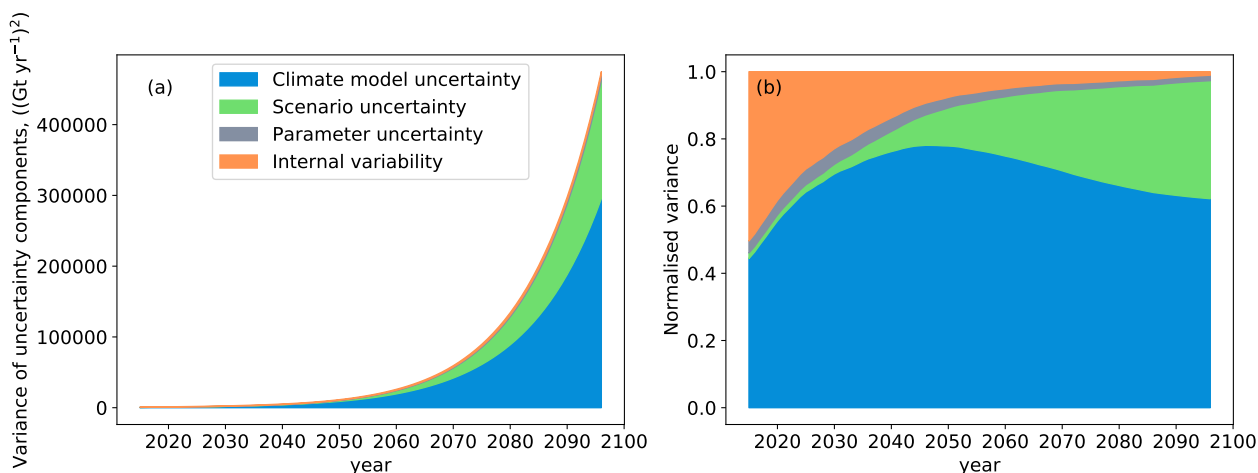 Variance of uncertainty components, ((Gt yr⁻¹)²)
(a)
Climate model uncertainty
Scenario uncertainty
Parameter uncertainty
Internal variability
400000
300000
200000
100000
0
2020 2030 2040 2050 2060 2070 2080 2090 2100
year
Normalised variance
(b)
1.0
0.8
0.6
0.4
0.2
0.0
2020 2030 2040 2050 2060 2070 2080 2090 2100
year